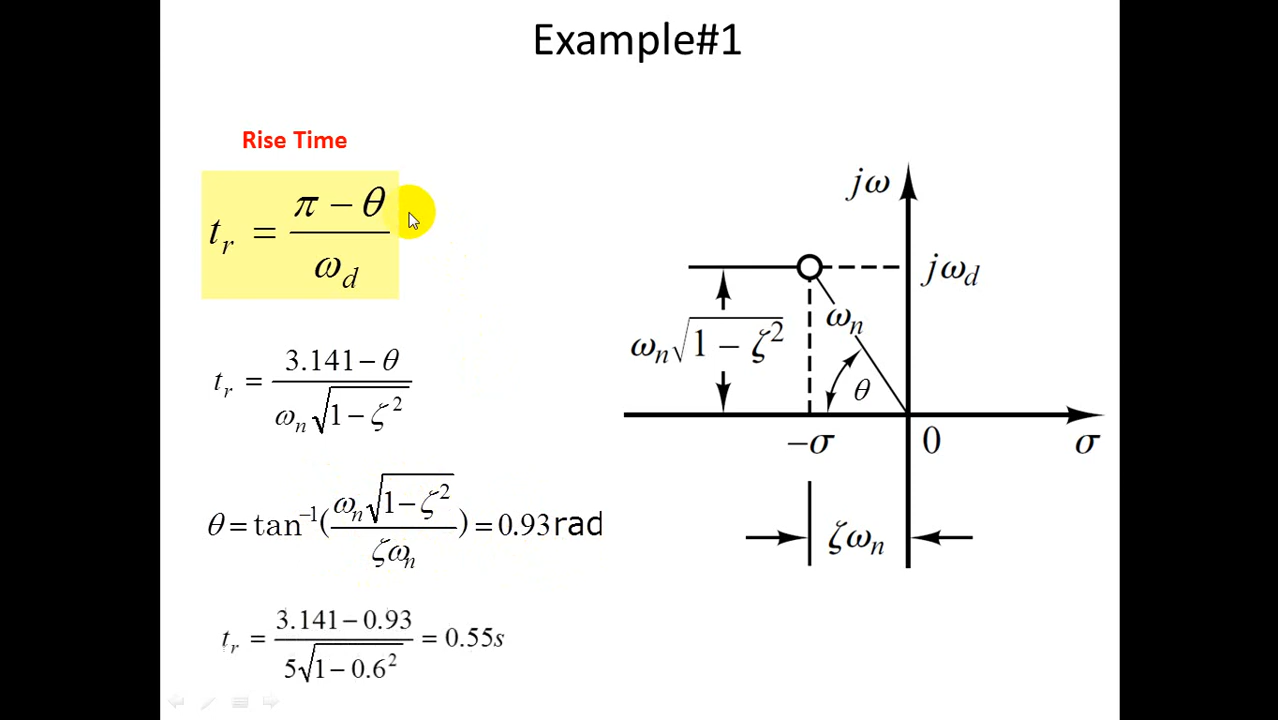 Example#1
Rise Time
t_r = (π − θ) / ω_d
t_r = (3.141 − θ) / (ω_n√(1 − ζ²))
θ = tan⁻¹((ω_n√(1 − ζ²)) / (ζω_n)) = 0.93 rad
t_r = (3.141 − 0.93) / (5√(1 − 0.6²)) = 0.55s
jω
jω_d
ω_n
ω_n√(1 − ζ²)
θ
−σ
0
σ
ζω_n